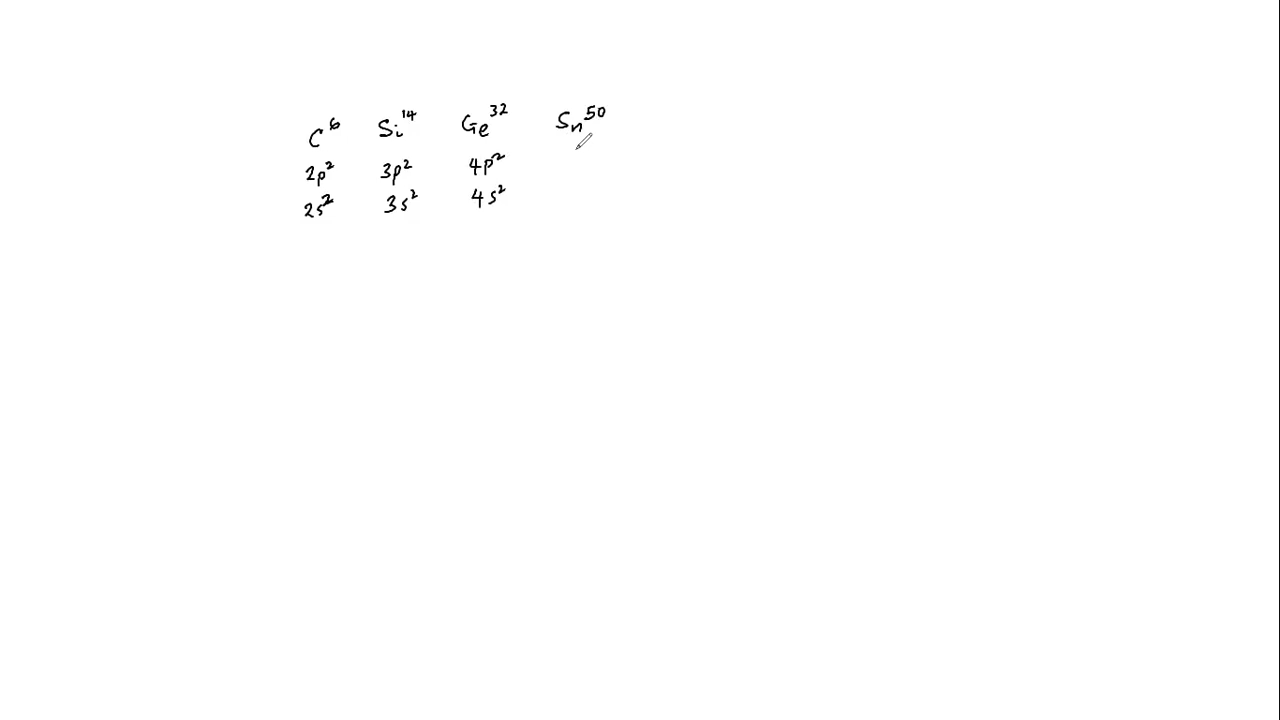 C⁶ Si¹⁴ Ge³² Sn⁵⁰
2p² 3p² 4p²
2s² 3s² 4s²